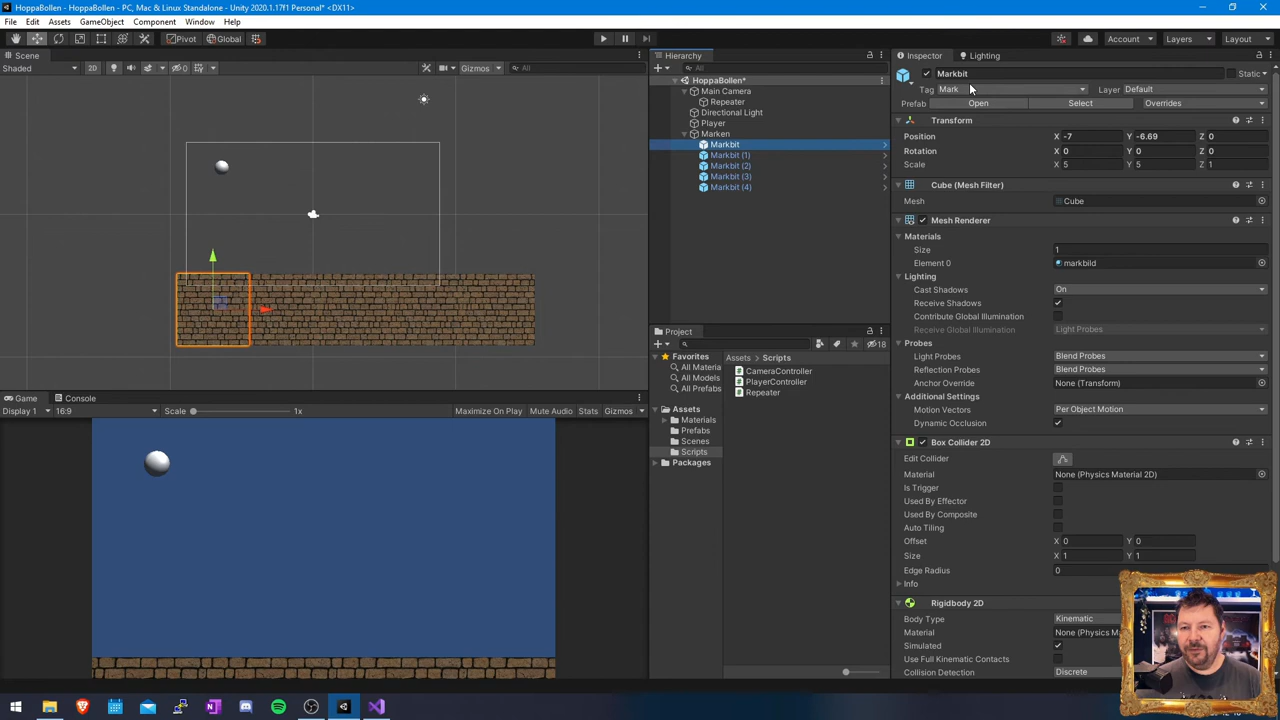 HoppaBollen - HoppaBollen - PC, Mac & Linux Standalone - Unity 2020.1.17f1 Personal* <DX11>
File Edit Assets GameObject Component Window Help
Pivot Global Account Layers Layout
Scene
Shaded 2D 0 Gizmos All
Hierarchy
All
HoppaBollen*
Main Camera
Repeater
Directional Light
Player
Marken
Markbit
Markbit (1)
Markbit (2)
Markbit (3)
Markbit (4)
Project
18
Favorites
All Materia
All Models
All Prefabs
Assets
Materials
Prefabs
Scenes
Scripts
Packages
Assets > Scripts
CameraController
PlayerController
Repeater
Game Console
Display 1 16:9 Scale 1x Maximize On Play Mute Audio Stats Gizmos
Inspector Lighting
Markbit Static
Tag Mark Layer Default
Prefab Open Select Overrides
Transform
Position X -7 Y -6.69 Z 0
Rotation X 0 Y 0 Z 0
Scale X 5 Y 5 Z 1
Cube (Mesh Filter)
Mesh Cube
Mesh Renderer
Materials
Size 1
Element 0 markbild
Lighting
Cast Shadows On
Receive Shadows
Contribute Global Illumination
Receive Global Illumination Light Probes
Probes
Light Probes Blend Probes
Reflection Probes Blend Probes
Anchor Override None (Transform)
Additional Settings
Motion Vectors Per Object Motion
Dynamic Occlusion
Box Collider 2D
Edit Collider
Material None (Physics Material 2D)
Is Trigger
Used By Effector
Used By Composite
Auto Tiling
Offset X 0 Y 0
Size X 1 Y 1
Edge Radius 0
Info
Rigidbody 2D
Body Type Kinematic
Material None (Physics Ma
Simulated
Use Full Kinematic Contacts
Collision Detection Discrete